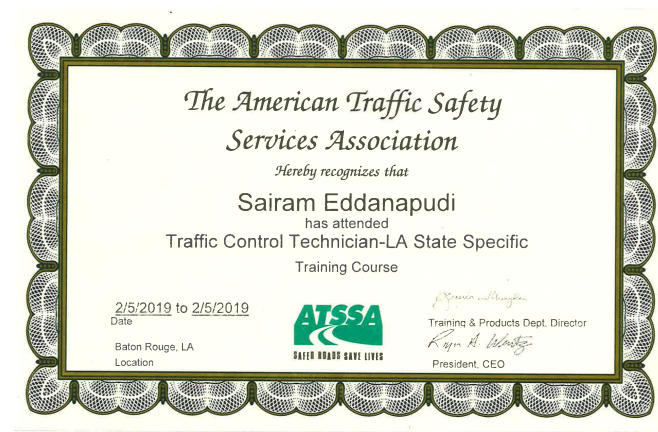 The American Traffic Safety
Services Association
Hereby recognizes that
Sairam Eddanapudi
has attended
Traffic Control Technician-LA State Specific
Training Course
2/5/2019 to 2/5/2019
Date
Baton Rouge, LA
Location
ATSSA
SAFER ROADS SAVE LIVES
Training & Products Dept. Director
President, CEO